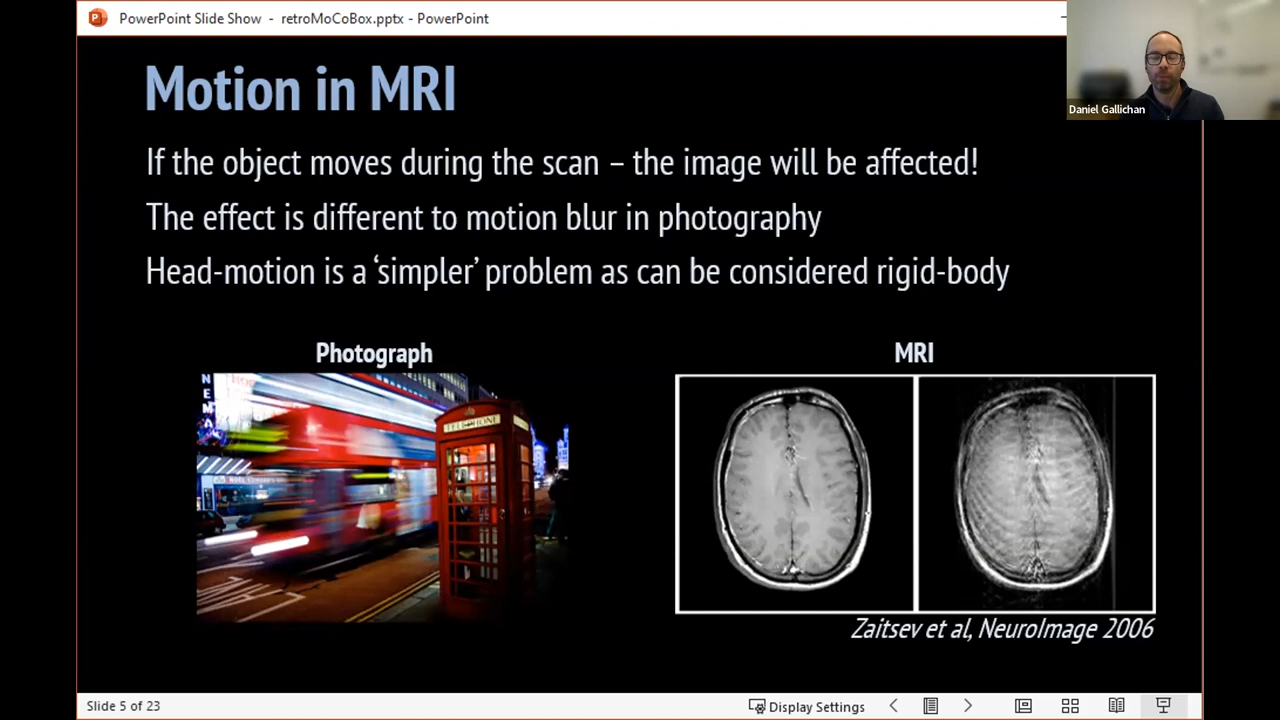 PowerPoint Slide Show - retroMoCoBox.pptx - PowerPoint
Daniel Gallichan
Motion in MRI
If the object moves during the scan – the image will be affected!
The effect is different to motion blur in photography
Head-motion is a ‘simpler’ problem as can be considered rigid-body
Photograph
MRI
TELEPHONE
Zaitsev et al, NeuroImage 2006
Slide 5 of 23
Display Settings